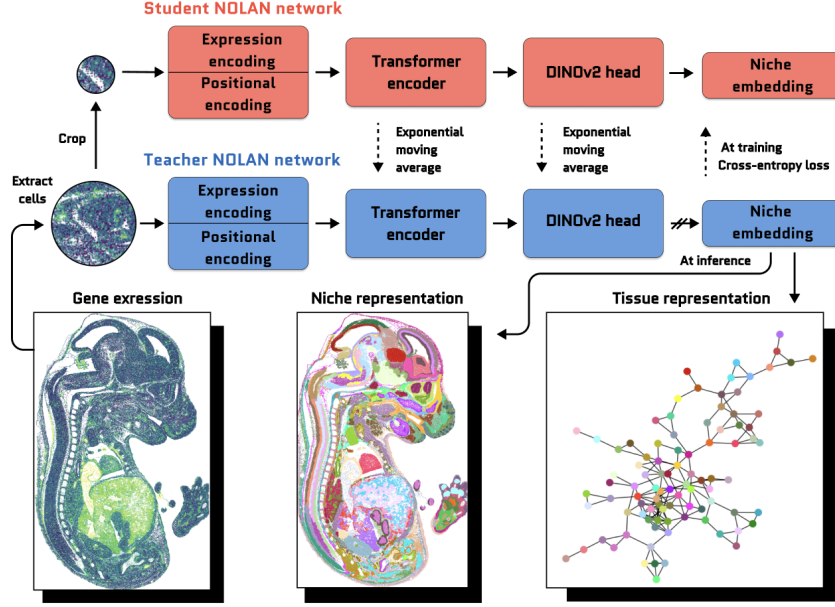 Student NOLAN network
Expression
encoding
Positional
encoding
Transformer
encoder
DINOv2 head
Niche
embedding
Crop
Exponential
moving
average
Exponential
moving
average
At training
Cross-entropy loss
Teacher NOLAN network
Extract
cells
Expression
encoding
Positional
encoding
Transformer
encoder
DINOv2 head
Niche
embedding
At inference
Gene exression
Niche representation
Tissue representation